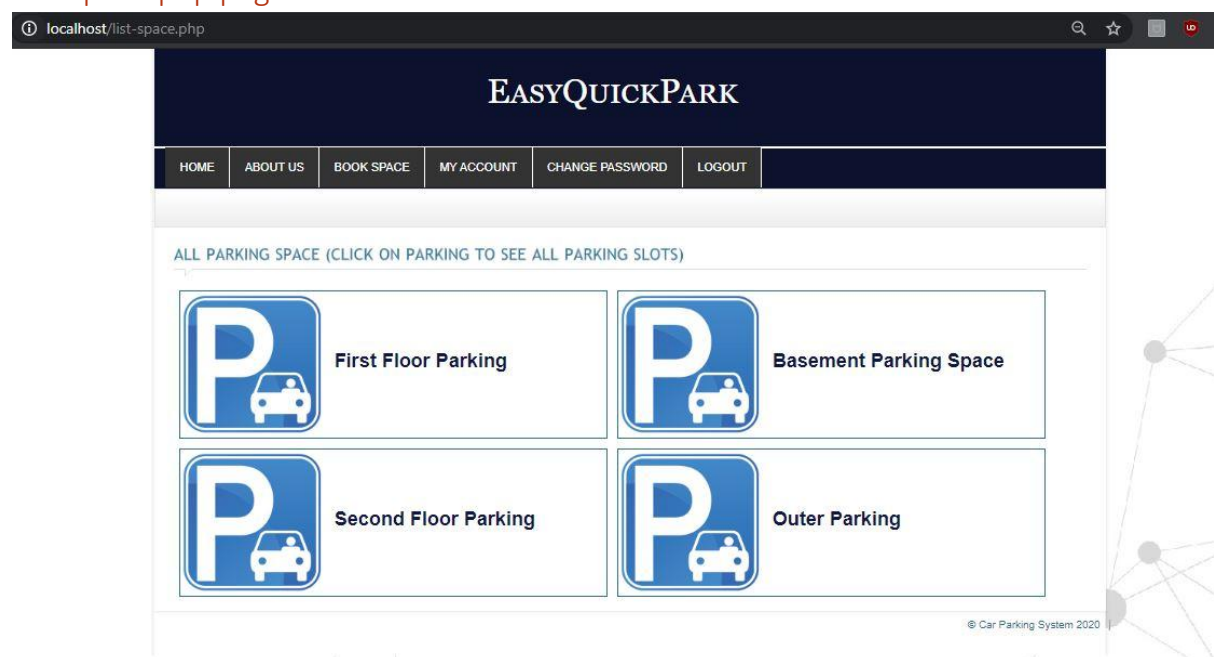 localhost/list-space.php
EASYQUICKPARK
HOME ABOUT US BOOK SPACE MY ACCOUNT CHANGE PASSWORD LOGOUT
ALL PARKING SPACE (CLICK ON PARKING TO SEE ALL PARKING SLOTS)
P First Floor Parking
P Basement Parking Space
P Second Floor Parking
P Outer Parking
© Car Parking System 2020 |